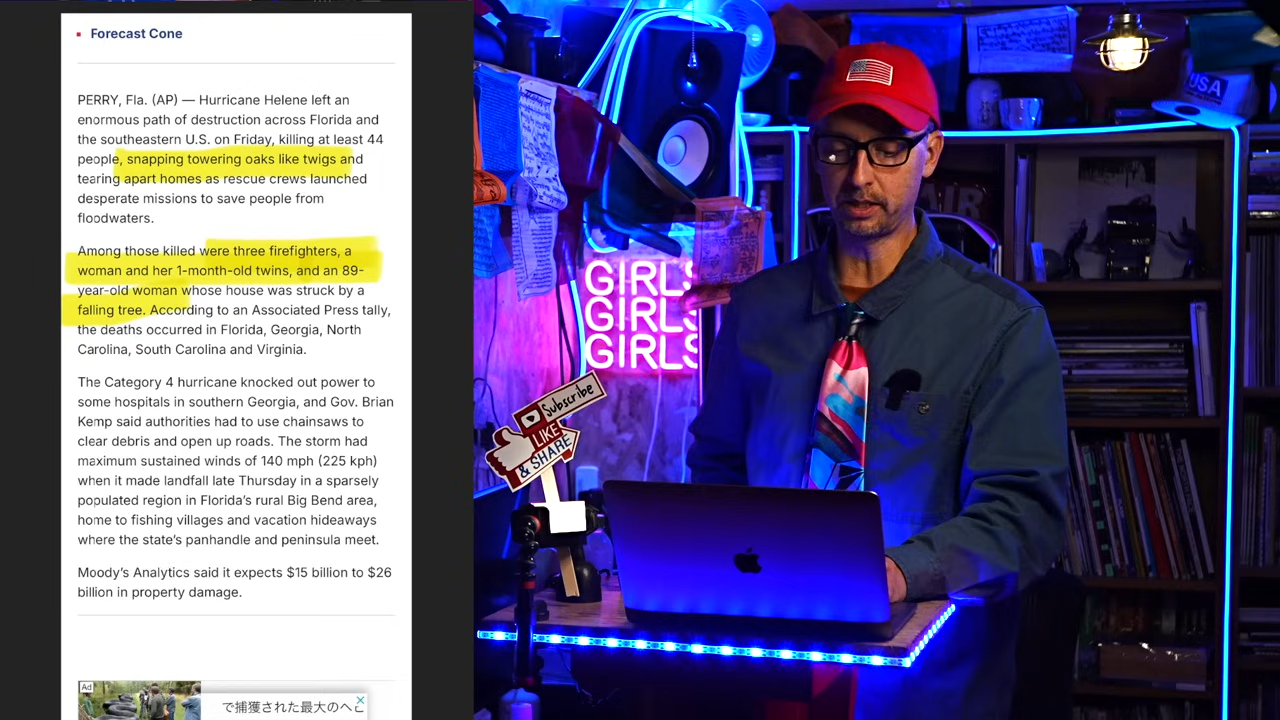 Forecast Cone
PERRY, Fla. (AP) — Hurricane Helene left an
enormous path of destruction across Florida and
the southeastern U.S. on Friday, killing at least 44
people, snapping towering oaks like twigs and
tearing apart homes as rescue crews launched
desperate missions to save people from
floodwaters.
Among those killed were three firefighters, a
woman and her 1-month-old twins, and an 89-
year-old woman whose house was struck by a
falling tree. According to an Associated Press tally,
the deaths occurred in Florida, Georgia, North
Carolina, South Carolina and Virginia.
The Category 4 hurricane knocked out power to
some hospitals in southern Georgia, and Gov. Brian
Kemp said authorities had to use chainsaws to
clear debris and open up roads. The storm had
maximum sustained winds of 140 mph (225 kph)
when it made landfall late Thursday in a sparsely
populated region in Florida's rural Big Bend area,
home to fishing villages and vacation hideaways
where the state's panhandle and peninsula meet.
Moody's Analytics said it expects $15 billion to $26
billion in property damage.
Ad
で捕獲された最大のへ
USA
GIRLS
GIRLS
GIRLS
Subscribe
LIKE
& SHARE